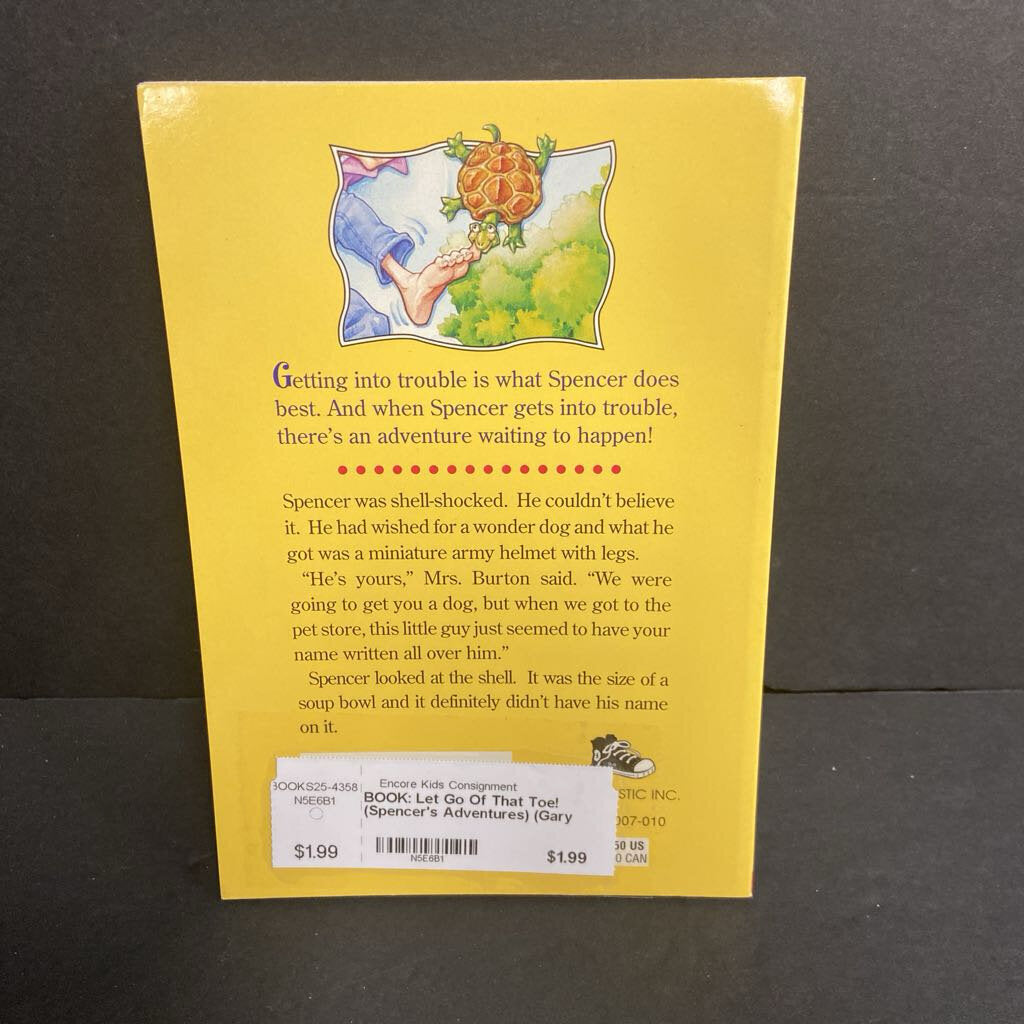 Getting into trouble is what Spencer does
best. And when Spencer gets into trouble,
there's an adventure waiting to happen!
Spencer was shell-shocked. He couldn't believe
it. He had wished for a wonder dog and what he
got was a miniature army helmet with legs.
"He's yours," Mrs. Burton said. "We were
going to get you a dog, but when we got to the
pet store, this little guy just seemed to have your
name written all over him."
Spencer looked at the shell. It was the size of a
soup bowl and it definitely didn't have his name
on it.
STIC INC.
007-010
50 US
0 CAN
BOOKS25-4358
N5E6B1
$1.99
Encore Kids Consignment
BOOK: Let Go Of That Toe!
(Spencer's Adventures) (Gary
N5E6B1
$1.99